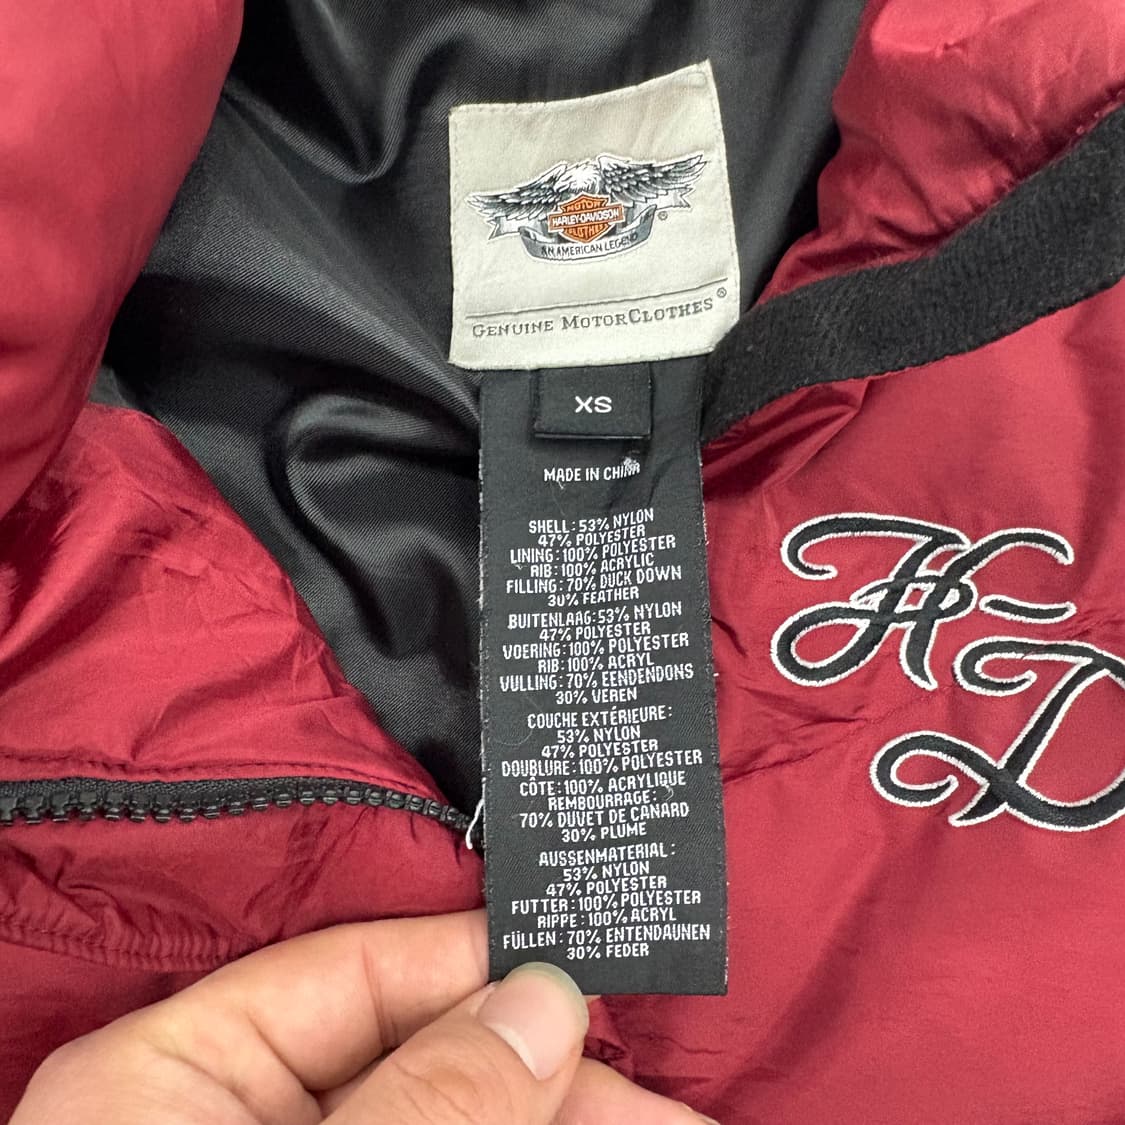 MOTOR
HARLEY-DAVIDSON
CLOTHES
AN AMERICAN LEGEND
®
GENUINE MOTORCLOTHES®
XS
MADE IN CHINA
SHELL: 53% NYLON
47% POLYESTER
LINING: 100% POLYESTER
RIB: 100% ACRYLIC
FILLING: 70% DUCK DOWN
30% FEATHER
BUITENLAAG: 53% NYLON
47% POLYESTER
VOERING: 100% POLYESTER
RIB: 100% ACRYL
VULLING: 70% EENDENDONS
30% VEREN
COUCHE EXTÉRIEURE:
53% NYLON
47% POLYESTER
DOUBLURE: 100% POLYESTER
CÔTE: 100% ACRYLIQUE
REMBOURRAGE:
70% DUVET DE CANARD
30% PLUME
AUSSENMATERIAL:
53% NYLON
47% POLYESTER
FUTTER: 100% POLYESTER
RIPPE: 100% ACRYL
FÜLLEN: 70% ENTENDAUNEN
30% FEDER
H-
D